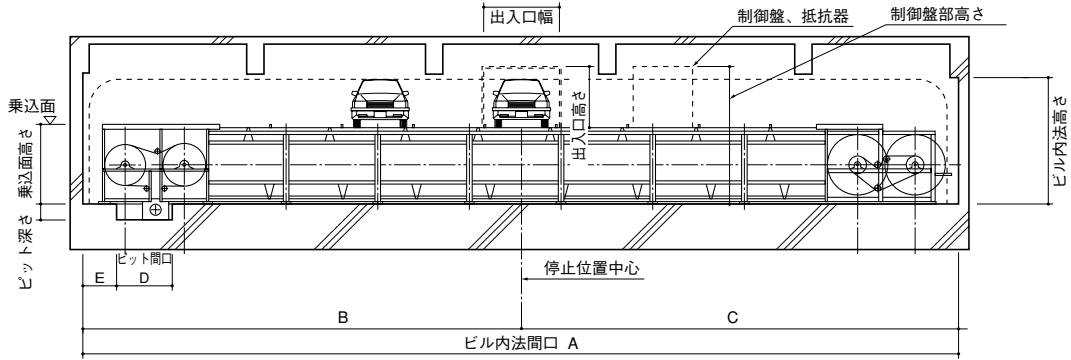 出入口幅
制御盤、抵抗器
制御盤部高さ
乗込面
乗込面高さ
出入口高さ
ビル内法高さ
ピット深さ
ピット間口
E
D
停止位置中心
B
C
ビル内法間口 A